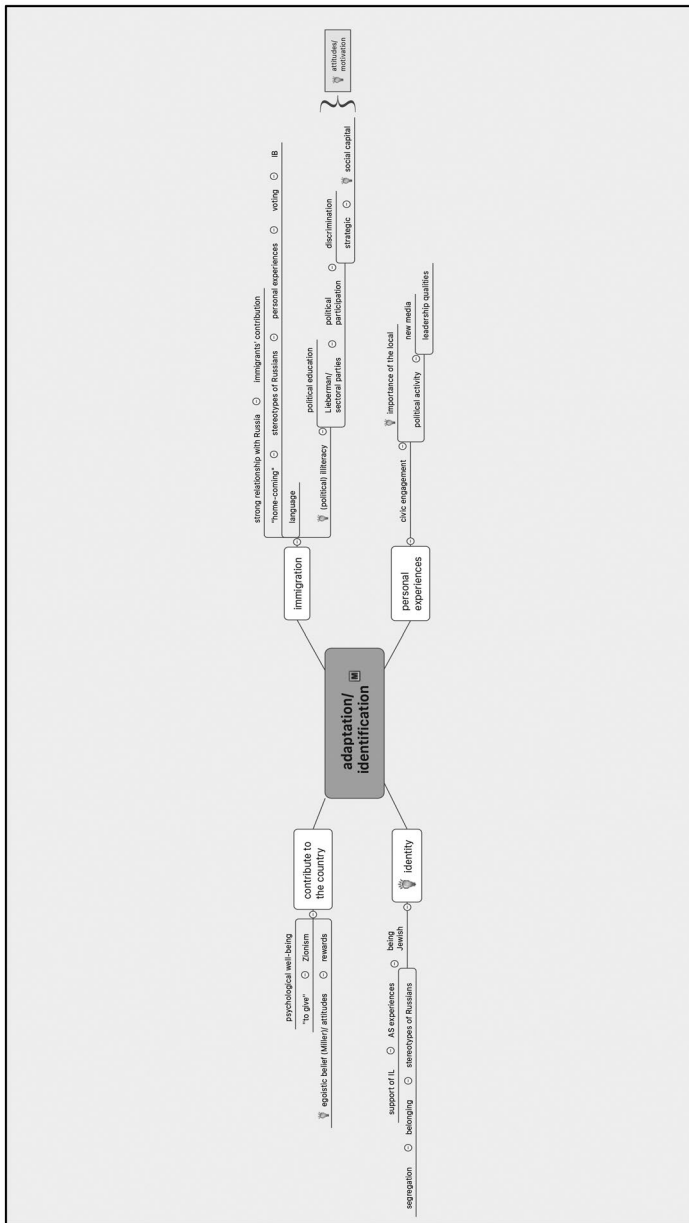 adaptation/
identification
M
contribute to
the country
psychological well-being
"to give"
Zionism
egoistic belief (Miller)/ attitudes
rewards
identity
being
Jewish
support of IL
AS experiences
segregation
belonging
stereotypes of Russians
immigration
strong relationship with Russia
immigrants' contribution
"home-coming"
stereotypes of Russians
personal experiences
voting
IB
language
(political) illiteracy
political education
Lieberman/
sectoral parties
political
participation
discrimination
strategic
social capital
}
attitudes/
motivation
personal
experiences
civic engagement
importance of the local
political activity
new media
leadership qualities